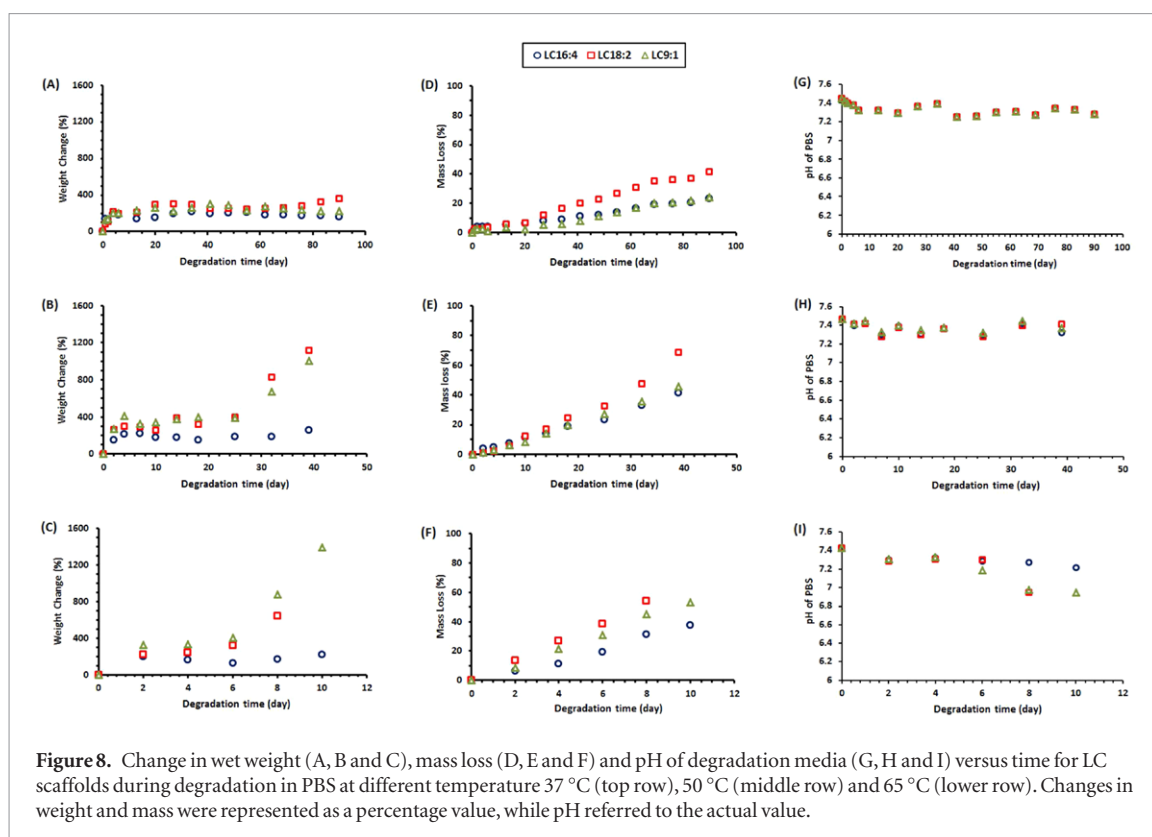 LC16:4 LC18:2 LC9:1
(A)
1600
1200
800
400
0
Weight Change (%)
0 20 40 60 80 100
Degradation time (day)
(D)
100
80
60
40
20
0
Mass Loss (%)
0 20 40 60 80 100
Degradation time (day)
(G)
7.6
7.4
7.2
7
6.8
6.6
6.4
6.2
6
pH of PBS
0 10 20 30 40 50 60 70 80 90 100
Degradation time (day)
(B)
1600
1200
800
400
0
Weight Change (%)
0 10 20 30 40 50
Degradation time (day)
(E)
100
80
60
40
20
0
Mass loss (%)
0 10 20 30 40 50
Degradation time (day)
(H)
7.6
7.4
7.2
7
6.8
6.6
6.4
6.2
6
pH of PBS
0 10 20 30 40 50
Degradation time (day)
(C)
1600
1200
800
400
0
Weight Change (%)
0 2 4 6 8 10 12
Degradation time (day)
(F)
100
80
60
40
20
0
Mass Loss (%)
0 2 4 6 8 10 12
Degradation time (day)
(I)
7.6
7.4
7.2
7
6.8
6.6
6.4
6.2
6
pH of PBS
0 2 4 6 8 10 12
Degradation time (day)
Figure 8. Change in wet weight (A, B and C), mass loss (D, E and F) and pH of degradation media (G, H and I) versus time for LC
scaffolds during degradation in PBS at different temperature 37 °C (top row), 50 °C (middle row) and 65 °C (lower row). Changes in
weight and mass were represented as a percentage value, while pH referred to the actual value.